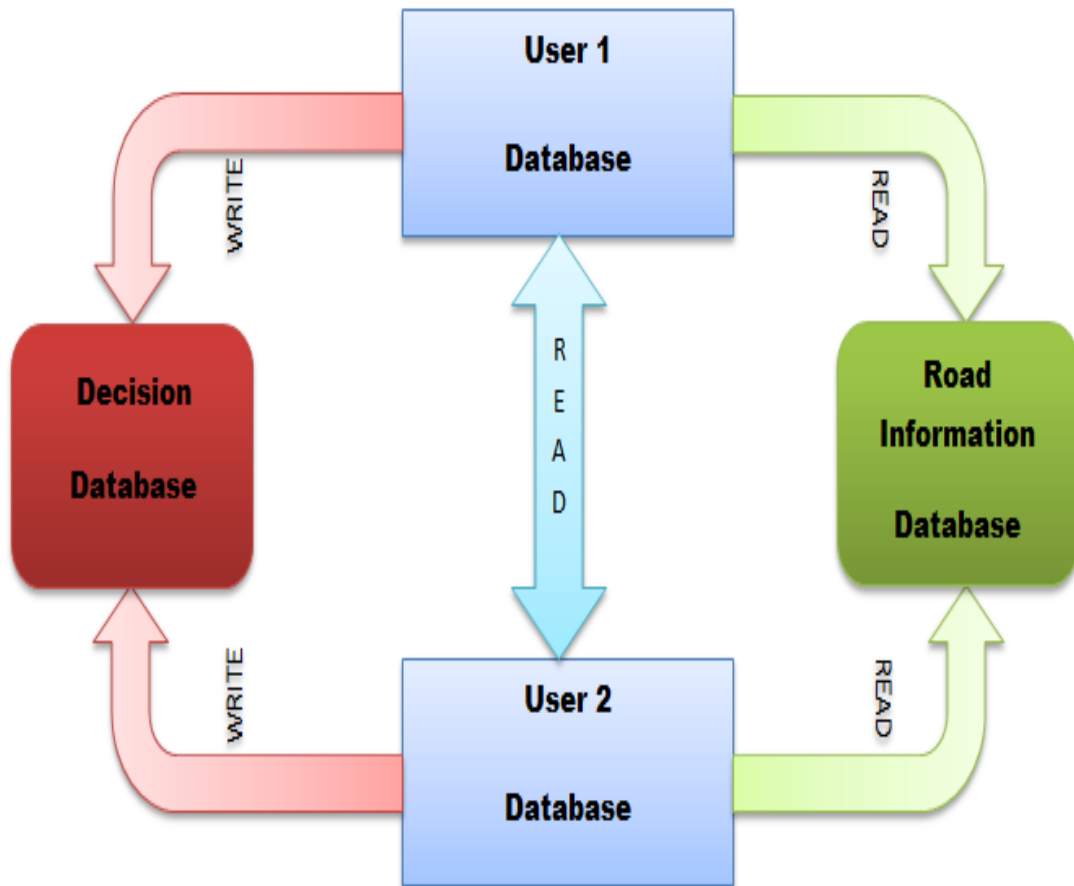 User 1
Database
WRITE
READ
Decision
Database
R
E
A
D
Road
Information
Database
WRITE
READ
User 2
Database